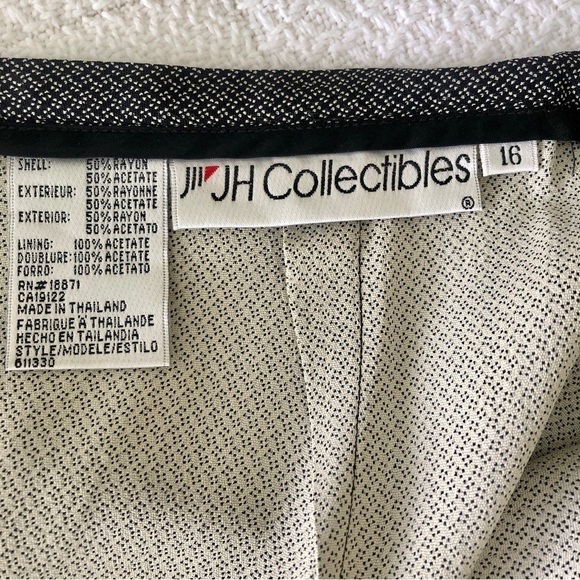 SHELL: 50% RAYON
50% ACETATE
EXTERIEUR: 50% RAYONNE
50% ACETATE
EXTERIOR: 50% RAYON
50% ACETATO
LINING: 100% ACETATE
DOUBLURE: 100% ACETATE
FORRO: 100% ACETATO
RN# 18871
CA19122
MADE IN THAILAND
FABRIQUE À THAILANDE
HECHO EN TAILANDIA
STYLE/MODELE/ESTILO
611330
JH Collectibles
®
16